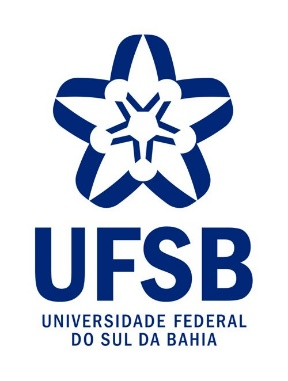 UFSB
UNIVERSIDADE FEDERAL
DO SUL DA BAHIA